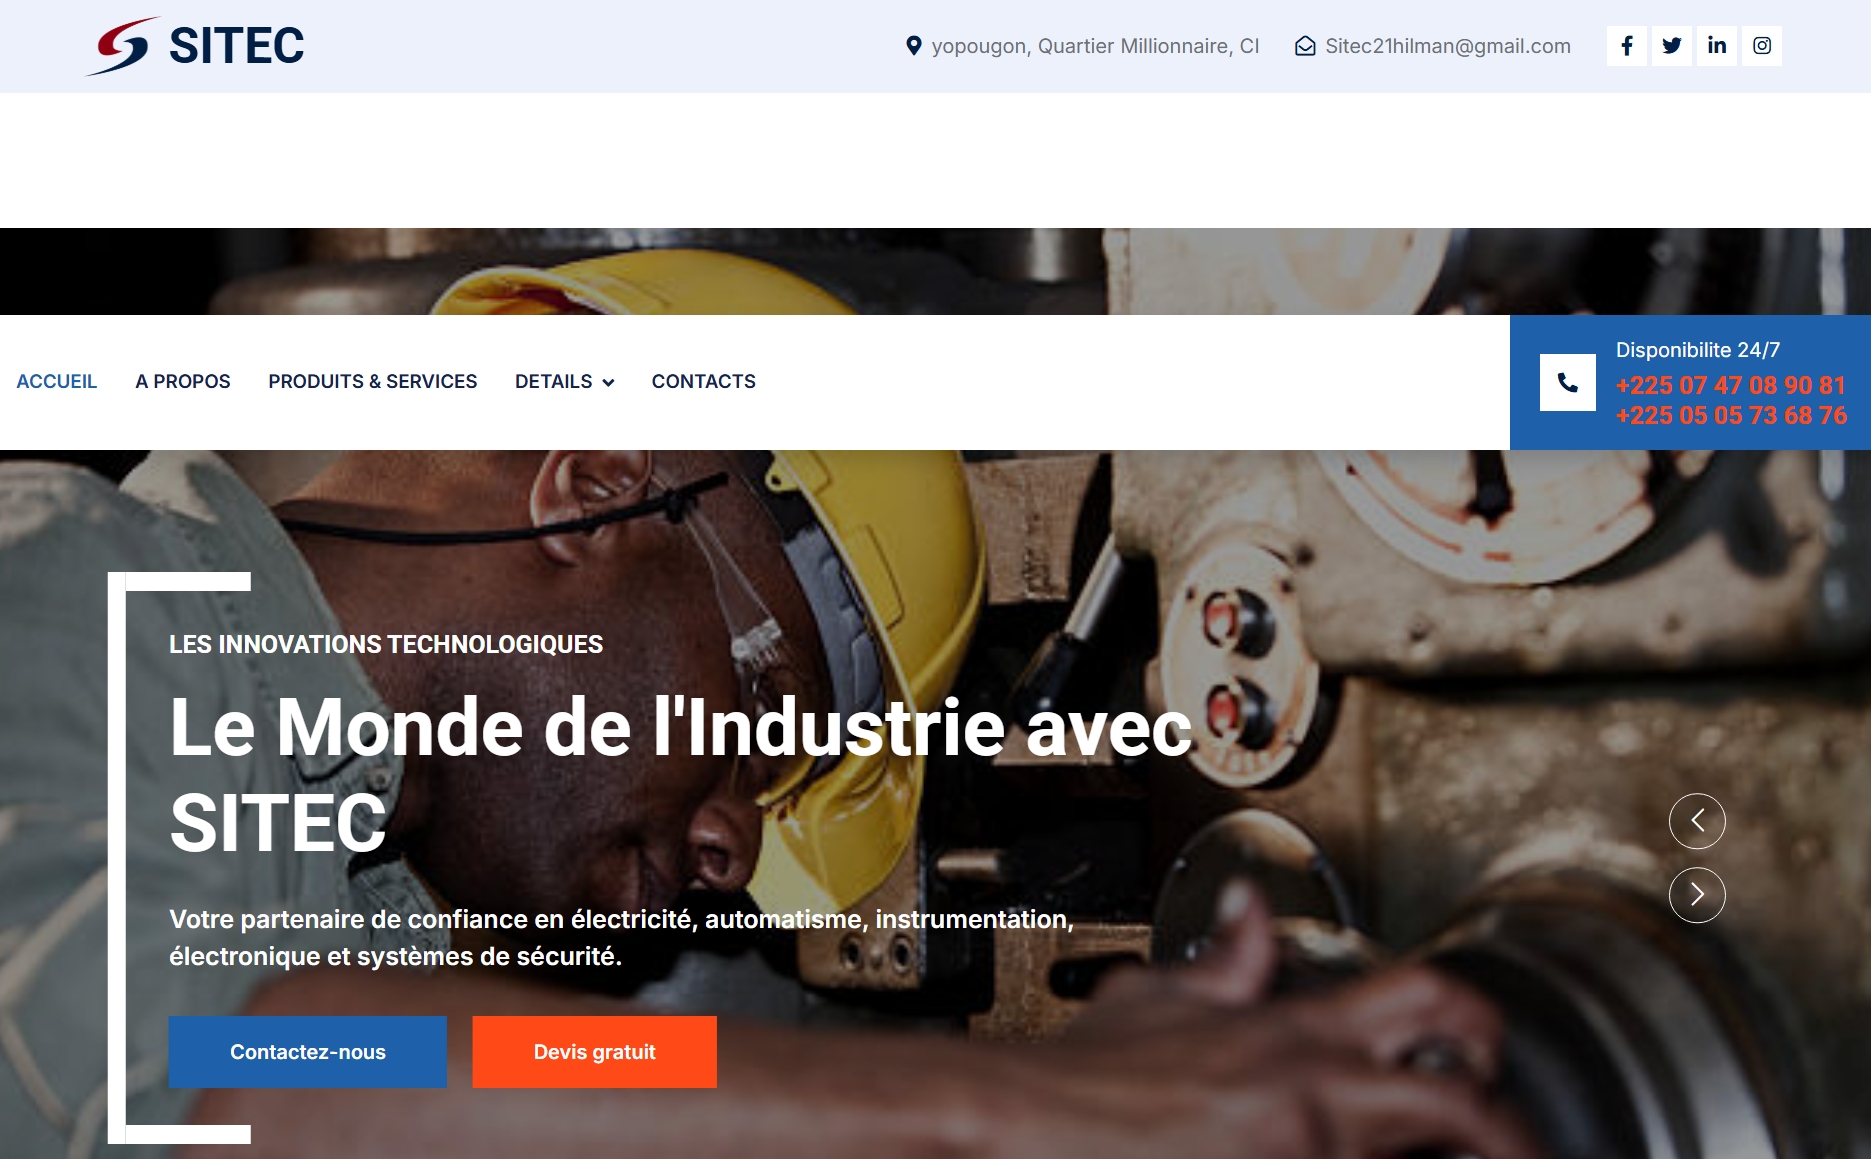 SITEC
yopougon, Quartier Millionnaire, CI
Sitec21hilman@gmail.com
ACCUEIL
A PROPOS
PRODUITS & SERVICES
DETAILS
CONTACTS
Disponibilite 24/7
+225 07 47 08 90 81
+225 05 05 73 68 76
LES INNOVATIONS TECHNOLOGIQUES
Le Monde de l'Industrie avec
SITEC
Votre partenaire de confiance en électricité, automatisme, instrumentation,
électronique et systèmes de sécurité.
Contactez-nous
Devis gratuit